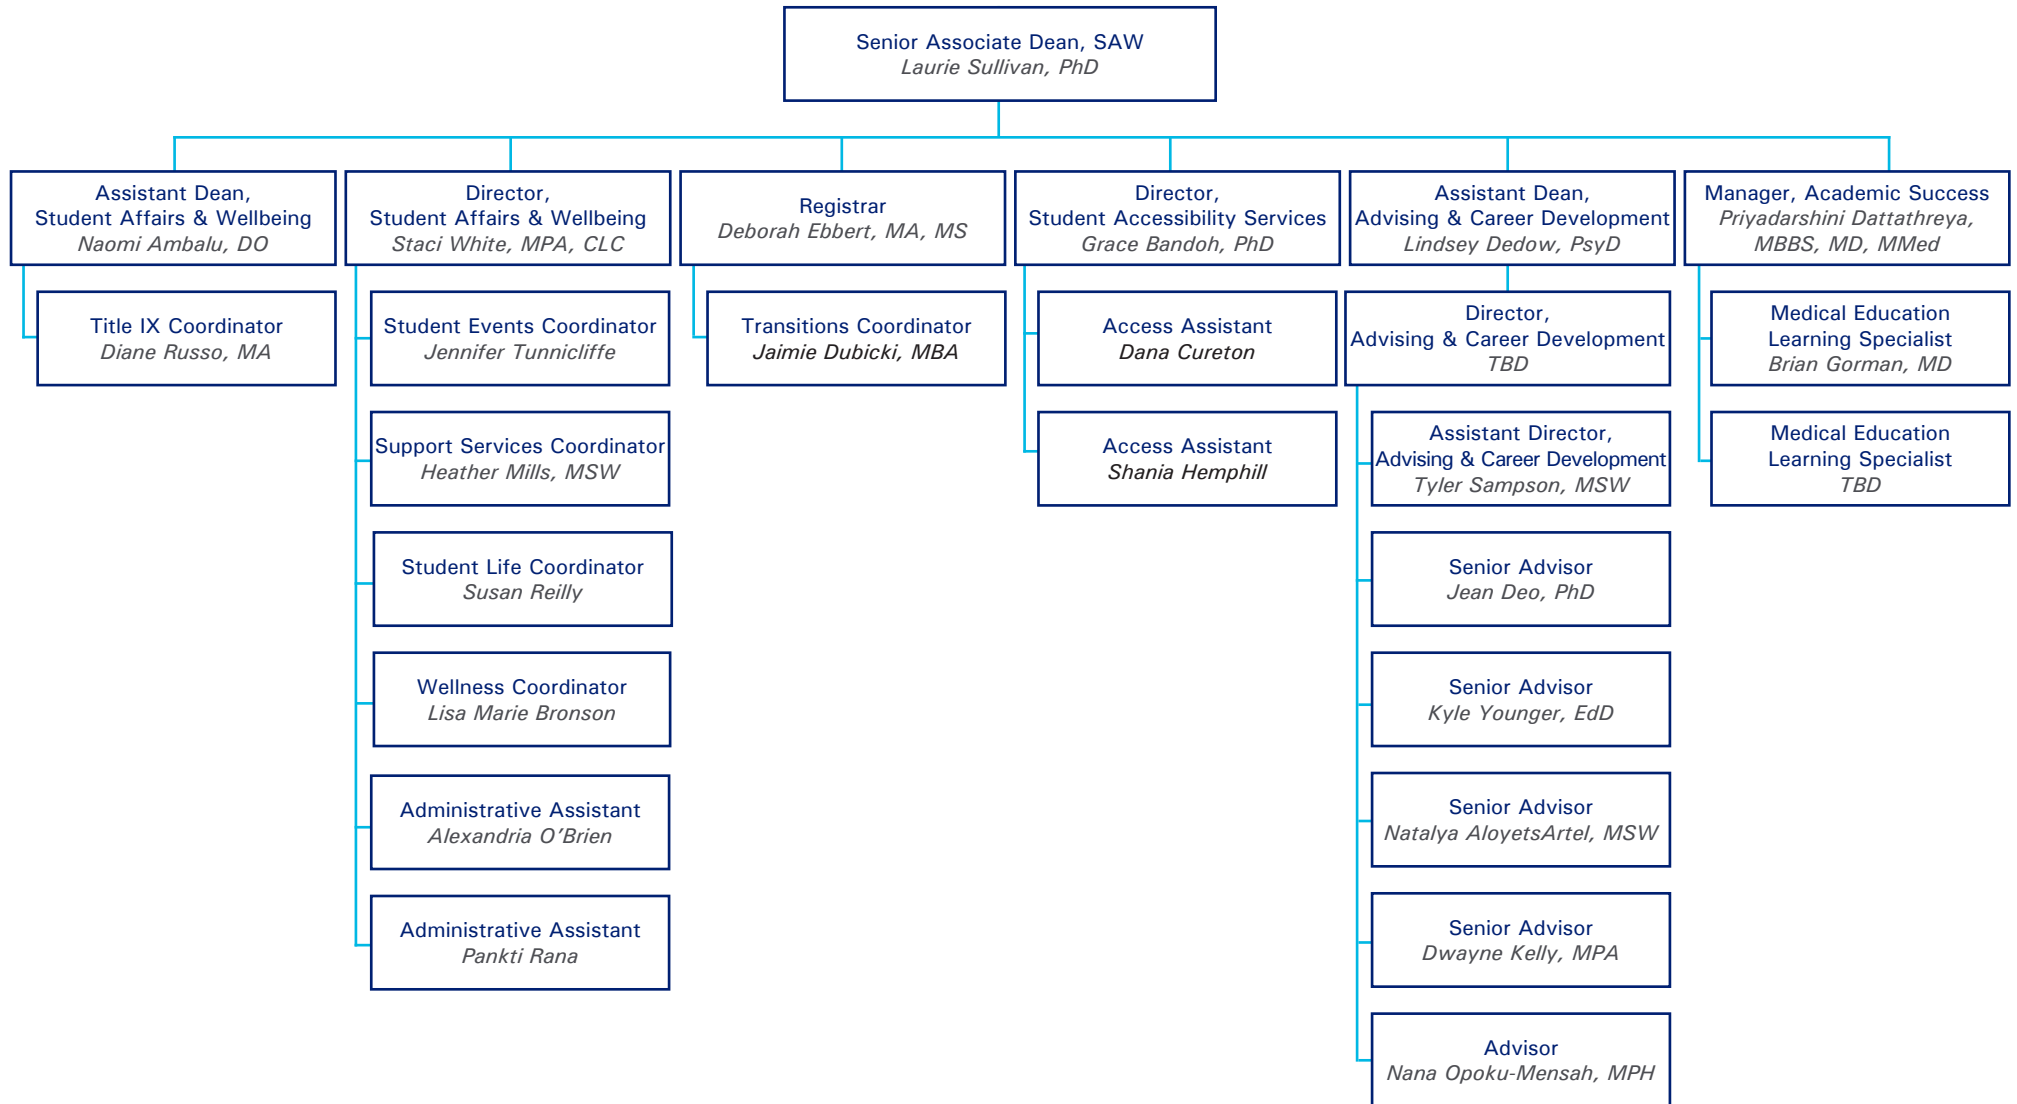 Senior Associate Dean, SAW
Laurie Sullivan, PhD
Assistant Dean,
Student Affairs & Wellbeing
Naomi Ambalu, DO
Title IX Coordinator
Diane Russo, MA
Director,
Student Affairs & Wellbeing
Staci White, MPA, CLC
Student Events Coordinator
Jennifer Tunnicliffe
Support Services Coordinator
Heather Mills, MSW
Student Life Coordinator
Susan Reilly
Wellness Coordinator
Lisa Marie Bronson
Administrative Assistant
Alexandria O’Brien
Administrative Assistant
Pankti Rana
Registrar
Deborah Ebbert, MA, MS
Transitions Coordinator
Jaimie Dubicki, MBA
Director,
Student Accessibility Services
Grace Bandoh, PhD
Access Assistant
Dana Cureton
Access Assistant
Shania Hemphill
Assistant Dean,
Advising & Career Development
Lindsey Dedow, PsyD
Director,
Advising & Career Development
TBD
Assistant Director,
Advising & Career Development
Tyler Sampson, MSW
Senior Advisor
Jean Deo, PhD
Senior Advisor
Kyle Younger, EdD
Senior Advisor
Natalya AloyetsArtel, MSW
Senior Advisor
Dwayne Kelly, MPA
Advisor
Nana Opoku-Mensah, MPH
Manager, Academic Success
Priyadarshini Dattathreya,
MBBS, MD, MMed
Medical Education
Learning Specialist
Brian Gorman, MD
Medical Education
Learning Specialist
TBD